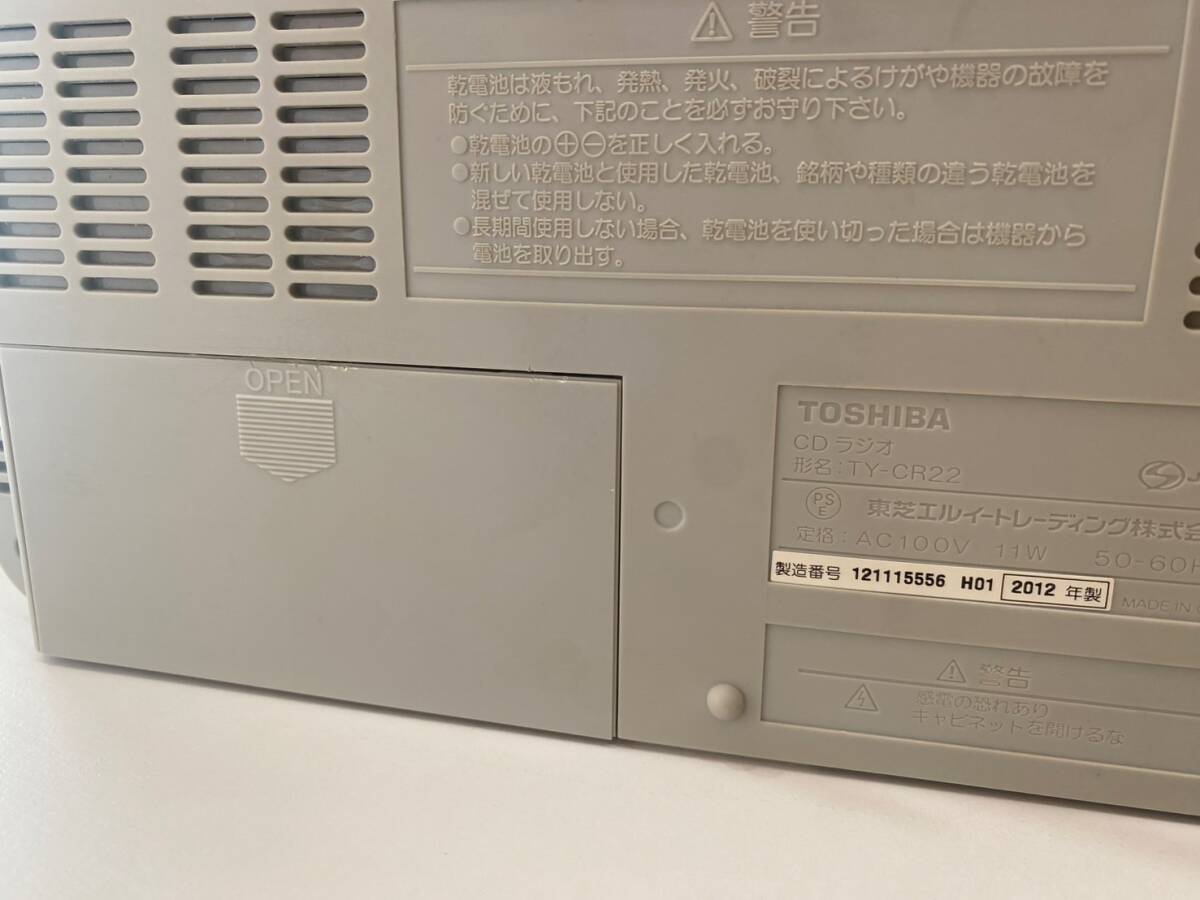 警告
乾電池は液もれ、発熱、発火、破裂によるけがや機器の故障を
防ぐために、下記のことを必ずお守り下さい。
●乾電池の⊕⊖を正しく入れる。
●新しい乾電池と使用した乾電池、銘柄や種類の違う乾電池を
混ぜて使用しない。
●長期間使用しない場合、乾電池を使い切った場合は機器から
電池を取り出す。
OPEN
TOSHIBA
CD ラジオ
形名:TY-CR22
PS
E
東芝エルイートレーディング株式会
定格:AC100V 11W 50-60H
製造番号 121115556 H01 2012 年製
MADE IN
警告
感電の恐れあり
キャビネットを開けるな